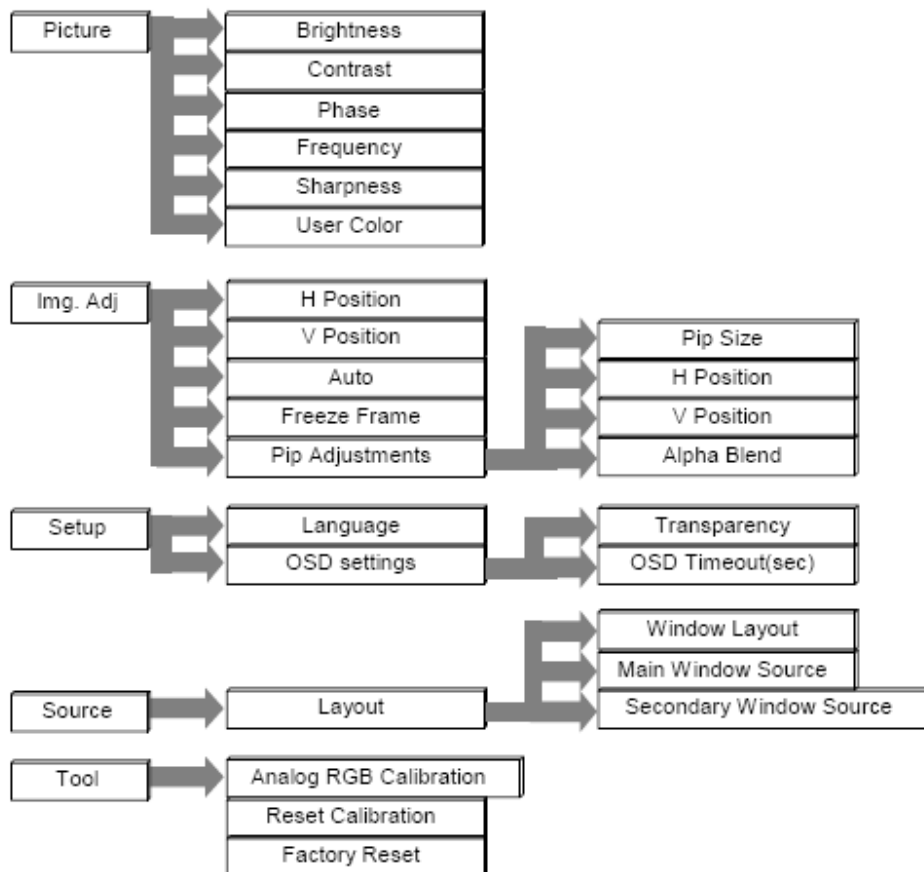 Picture
Brightness
Contrast
Phase
Frequency
Sharpness
User Color
Img. Adj
H Position
V Position
Auto
Freeze Frame
Pip Adjustments
Pip Size
H Position
V Position
Alpha Blend
Setup
Language
OSD settings
Transparency
OSD Timeout(sec)
Source
Layout
Window Layout
Main Window Source
Secondary Window Source
Tool
Analog RGB Calibration
Reset Calibration
Factory Reset